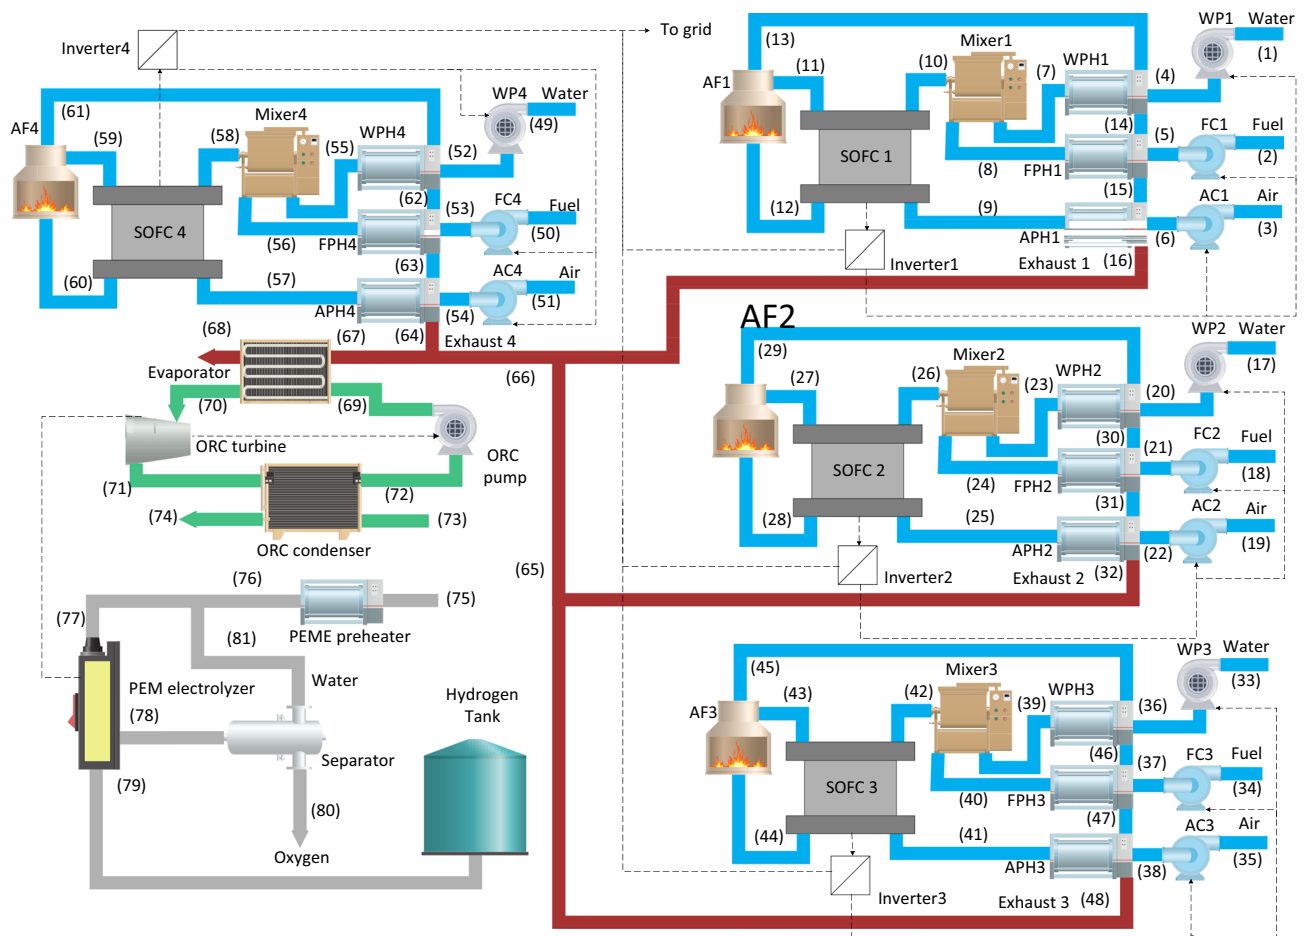 Inverter4
To grid
(61)
AF4
(59)
(58)
Mixer4
(55)
WPH4
(52)
WP4
Water
(49)
(62)
SOFC 4
(56)
FPH4
(53)
FC4
Fuel
(50)
(63)
(60)
(57)
APH4
(54)
AC4
Air
(51)
(64)
Exhaust 4
(13)
AF1
(11)
(10)
Mixer1
(7)
WPH1
(4)
WP1
Water
(1)
(14)
SOFC 1
(8)
FPH1
(5)
FC1
Fuel
(2)
(15)
(12)
(9)
APH1
(6)
AC1
Air
(3)
(16)
Exhaust 1
Inverter1
(68)
(67)
(66)
Evaporator
(70)
(69)
ORC turbine
ORC
pump
(71)
(72)
(74)
(73)
ORC condenser
(65)
AF2
(29)
(27)
(26)
Mixer2
(23)
WPH2
(20)
WP2
Water
(17)
(30)
SOFC 2
(24)
FPH2
(21)
FC2
Fuel
(18)
(31)
(28)
(25)
APH2
(22)
AC2
Air
(19)
(32)
Exhaust 2
Inverter2
(76)
(75)
(77)
PEME preheater
(81)
PEM electrolyzer
Water
(78)
Separator
(79)
(80)
Oxygen
Hydrogen
Tank
(45)
AF3
(43)
(42)
Mixer3
(39)
WPH3
(36)
WP3
Water
(33)
(46)
SOFC 3
(40)
FPH3
(37)
FC3
Fuel
(34)
(47)
(44)
(41)
APH3
(38)
AC3
Air
(35)
(48)
Exhaust 3
Inverter3